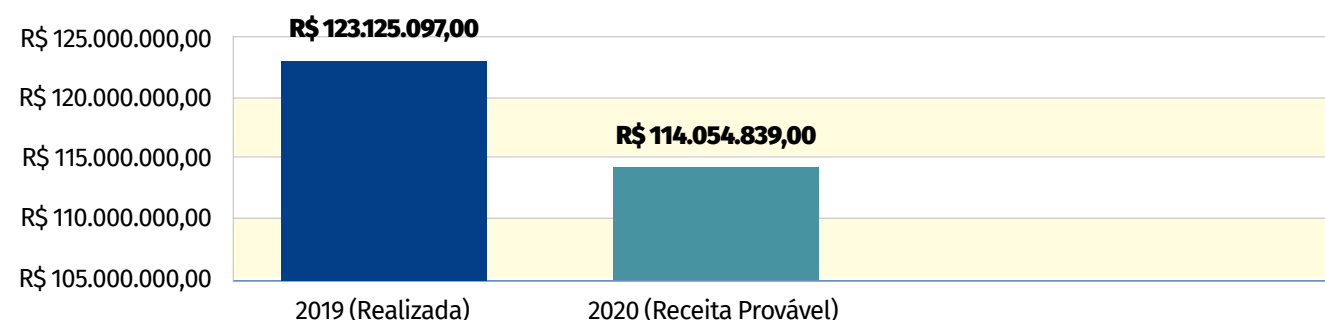 R$ 125.000.000,00
R$ 123.125.097,00
R$ 120.000.000,00
R$ 114.054.839,00
R$ 115.000.000,00
R$ 110.000.000,00
R$ 105.000.000,00
2019 (Realizada)
2020 (Receita Provável)